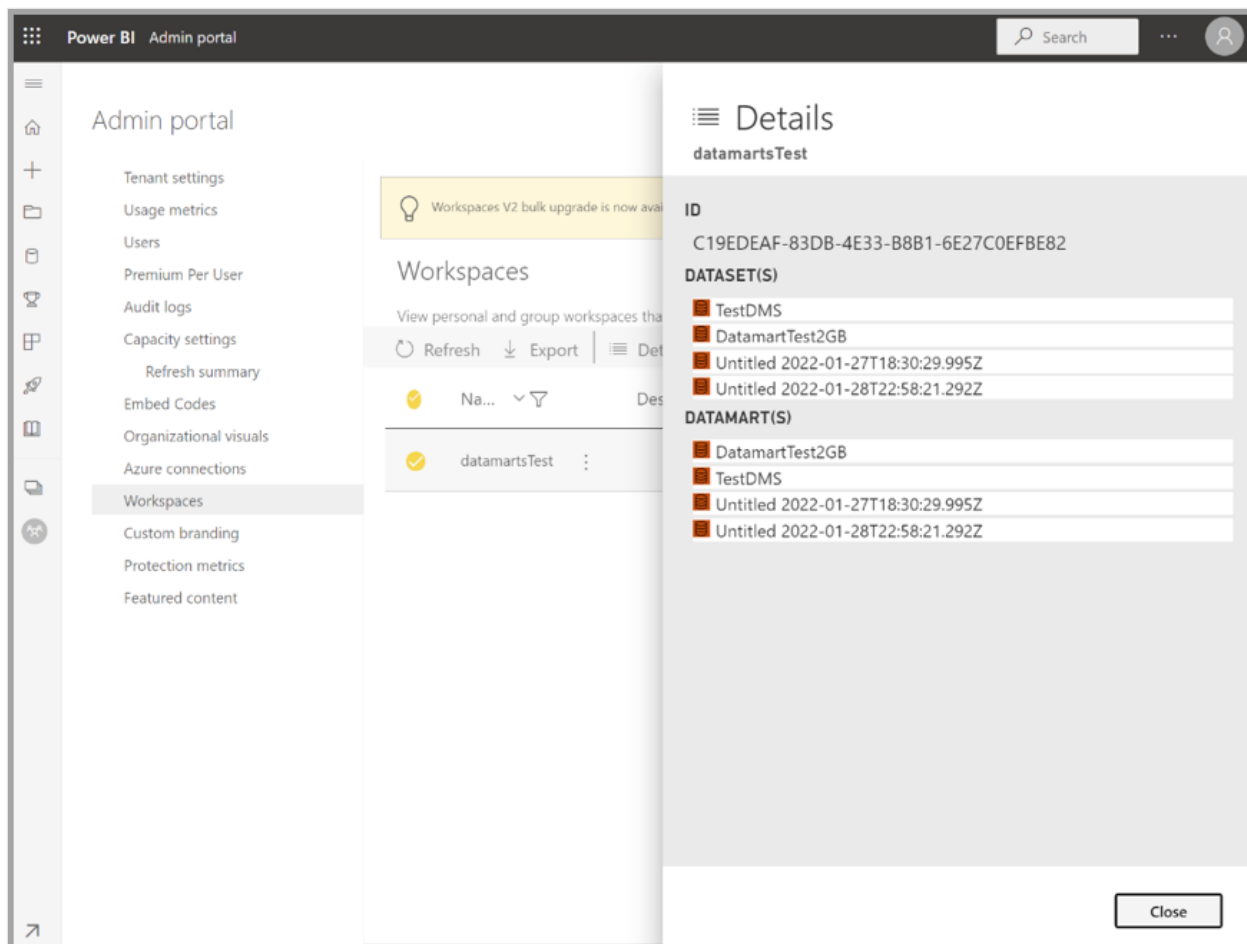 Power BI Admin portal
Search
Admin portal
Tenant settings
Usage metrics
Users
Premium Per User
Audit logs
Capacity settings
Refresh summary
Embed Codes
Organizational visuals
Azure connections
Workspaces
Custom branding
Protection metrics
Featured content
Workspaces V2 bulk upgrade is now avai
Workspaces
View personal and group workspaces tha
Refresh Export Det
Na... Des
datamartsTest
Details
datamartsTest
ID
C19EDEAF-83DB-4E33-B8B1-6E27C0EFBE82
DATASET(S)
TestDMS
DatamartTest2GB
Untitled 2022-01-27T18:30:29.995Z
Untitled 2022-01-28T22:58:21.292Z
DATAMART(S)
DatamartTest2GB
TestDMS
Untitled 2022-01-27T18:30:29.995Z
Untitled 2022-01-28T22:58:21.292Z
Close